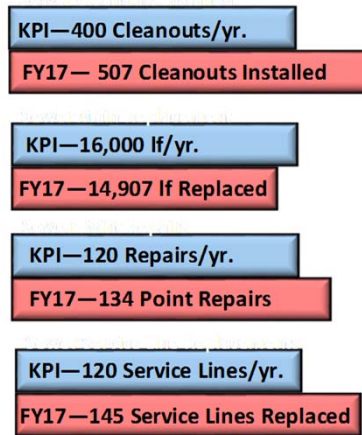 KPI—400 Cleanouts/yr.
FY17— 507 Cleanouts Installed
KPI—16,000 lf/yr.
FY17—14,907 lf Replaced
KPI—120 Repairs/yr.
FY17—134 Point Repairs
KPI—120 Service Lines/yr.
FY17—145 Service Lines Replaced